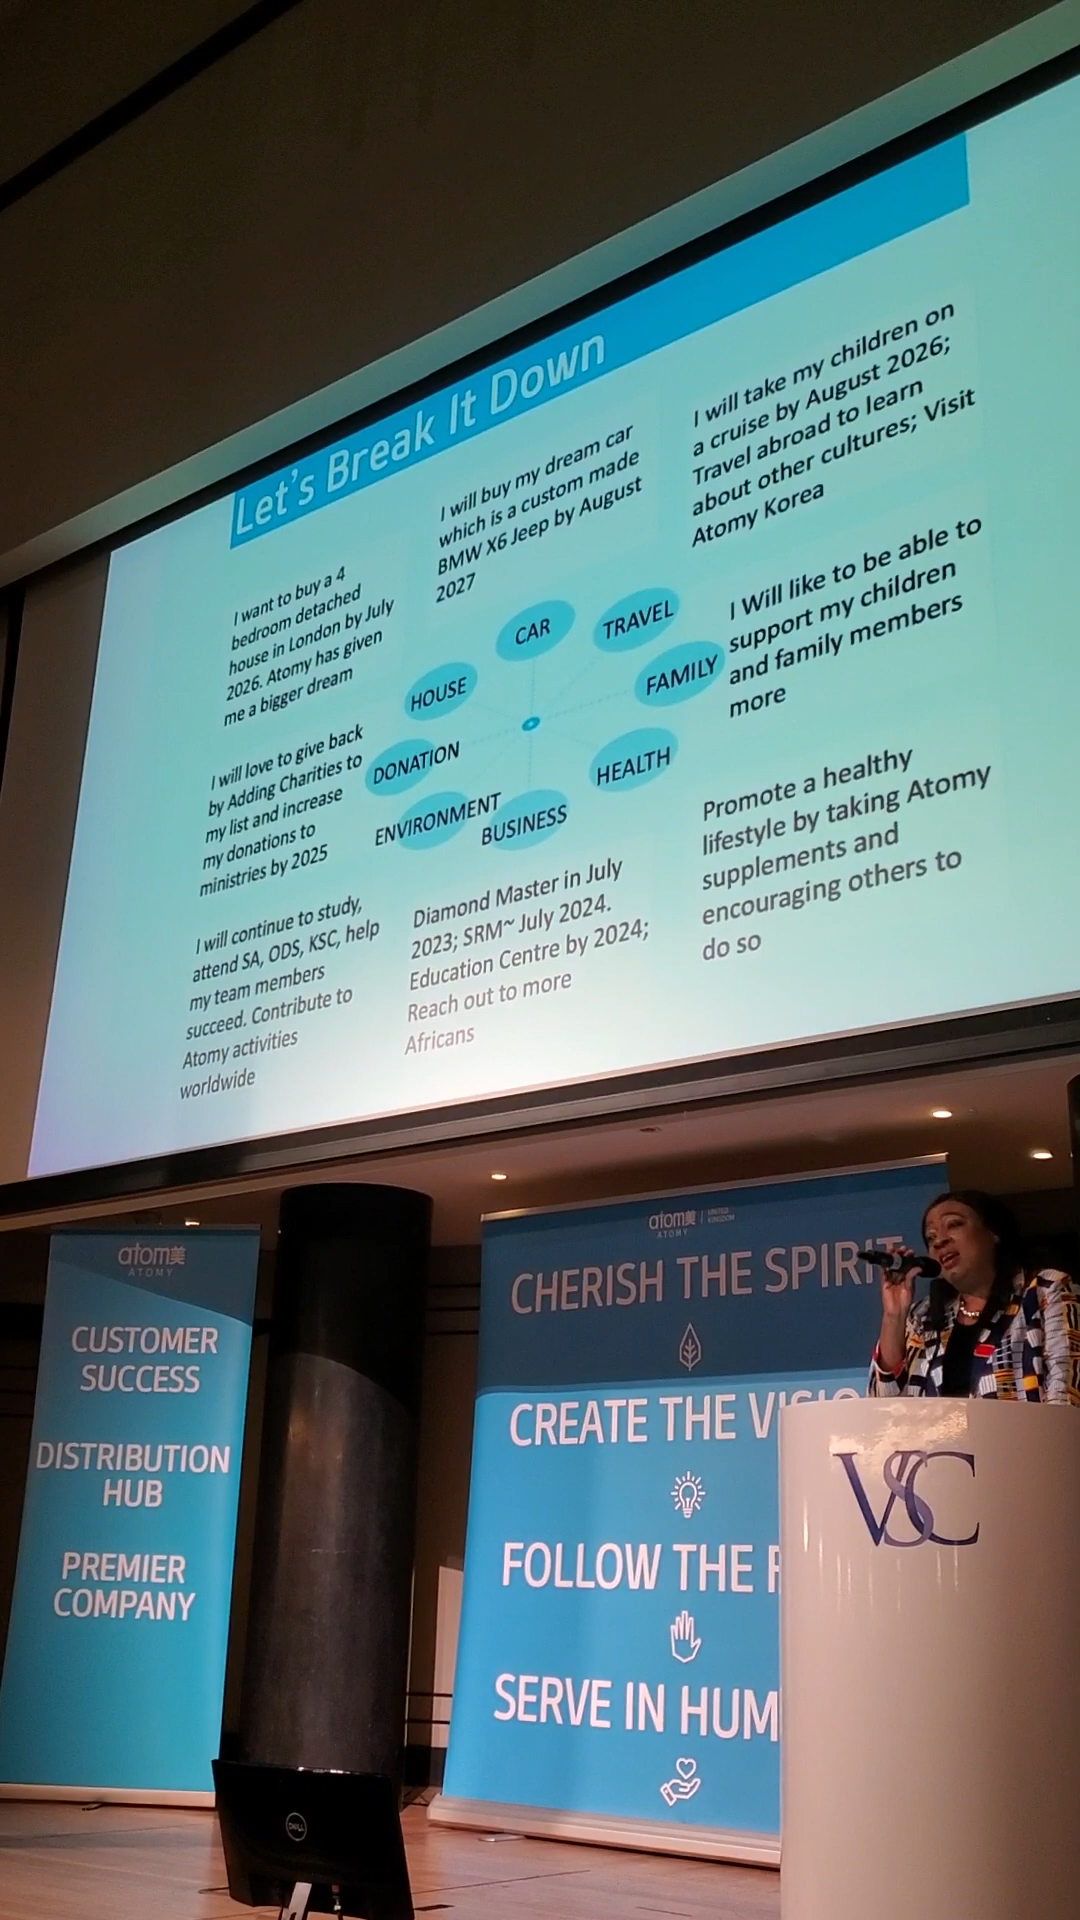 Let's Break It Down
I want to buy a 4
bedroom detached
house in London by July
2026. Atomy has given
me a bigger dream
I will buy my dream car
which is a custom made
BMW X6 Jeep by August
2027
I will take my children on
a cruise by August 2026;
Travel abroad to learn
about other cultures; Visit
Atomy Korea
I Will like to be able to
support my children
and family members
more
CAR
TRAVEL
HOUSE
FAMILY
DONATION
HEALTH
ENVIRONMENT
BUSINESS
I will love to give back
by Adding Charities to
my list and increase
my donations to
ministries by 2025
Promote a healthy
lifestyle by taking Atomy
supplements and
encouraging others to
do so
I will continue to study,
attend SA, ODS, KSC, help
my team members
succeed. Contribute to
Atomy activities
worldwide
Diamond Master in July
2023; SRM~ July 2024.
Education Centre by 2024;
Reach out to more
Africans
atom美
ATOMY
CUSTOMER
SUCCESS
DISTRIBUTION
HUB
PREMIER
COMPANY
atom美 UNITED KINGDOM
ATOMY
CHERISH THE SPIRIT
CREATE THE VISIO
FOLLOW THE F
SERVE IN HUM
VSC
DELL